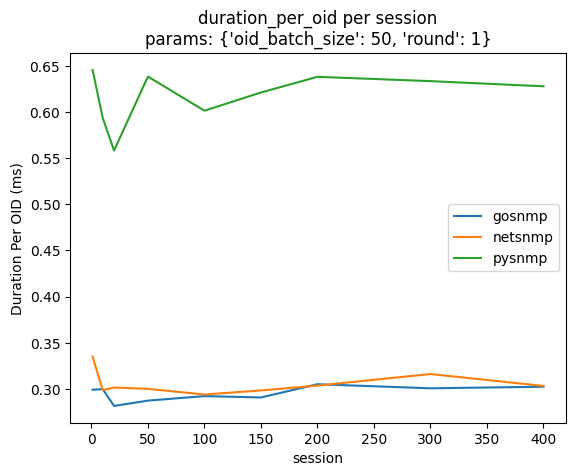 duration_per_oid per session
params: {'oid_batch_size': 50, 'round': 1}
Duration Per OID (ms)
0.65
0.60
0.55
0.50
0.45
0.40
0.35
0.30
gosnmp
netsnmp
pysnmp
0 50 100 150 200 250 300 350 400
session